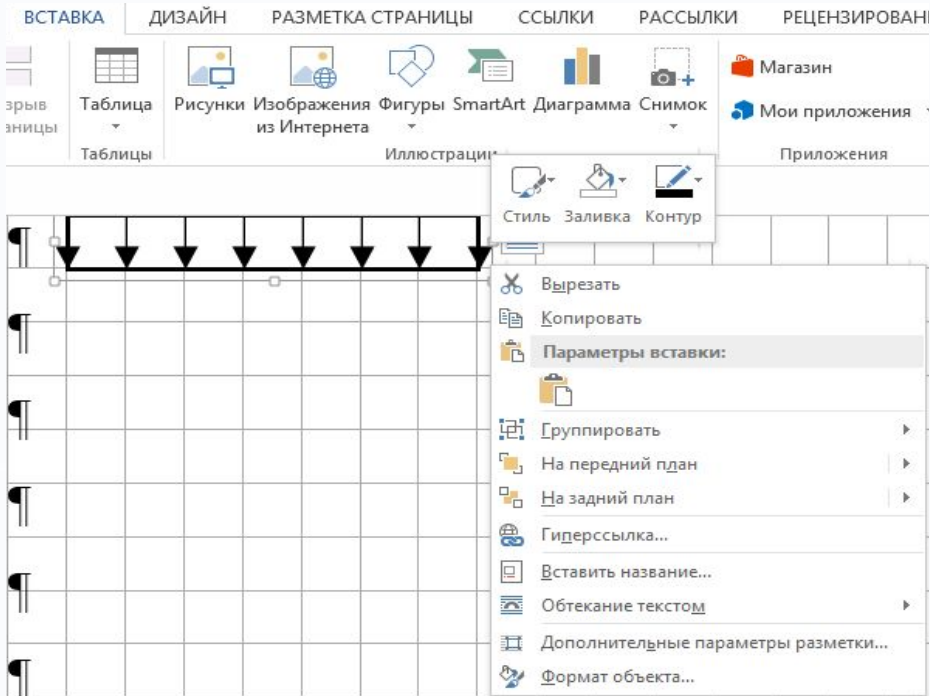 ВСТАВКА ДИЗАЙН РАЗМЕТКА СТРАНИЦЫ ССЫЛКИ РАССЫЛКИ РЕЦЕНЗИРОВАН
Таблица
Рисунки
Изображения
из Интернета
Фигуры
SmartArt
Диаграмма
Снимок
Магазин
Мои приложения
Таблицы
Иллюстрации
Приложения
Стиль Заливка Контур
¶
¶
¶
¶
¶
¶
Вырезать
Копировать
Параметры вставки:
Группировать
На передний план
На задний план
Гиперссылка...
Вставить название...
Обтекание текстом
Дополнительные параметры разметки...
Формат объекта...